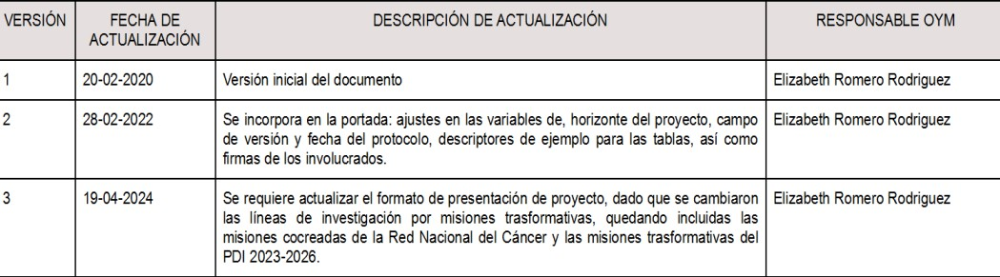 VERSIÓN
FECHA DE
ACTUALIZACIÓN
DESCRIPCIÓN DE ACTUALIZACIÓN
RESPONSABLE OYM
1
20-02-2020
Versión inicial del documento
Elizabeth Romero Rodriguez
2
28-02-2022
Se incorpora en la portada: ajustes en las variables de, horizonte del proyecto, campo
de versión y fecha del protocolo, descriptores de ejemplo para las tablas, así como
firmas de los involucrados.
Elizabeth Romero Rodriguez
3
19-04-2024
Se requiere actualizar el formato de presentación de proyecto, dado que se cambiaron
las líneas de investigación por misiones trasformativas, quedando incluidas las
misiones cocreadas de la Red Nacional del Cáncer y las misiones trasformativas del
PDI 2023-2026.
Elizabeth Romero Rodriguez